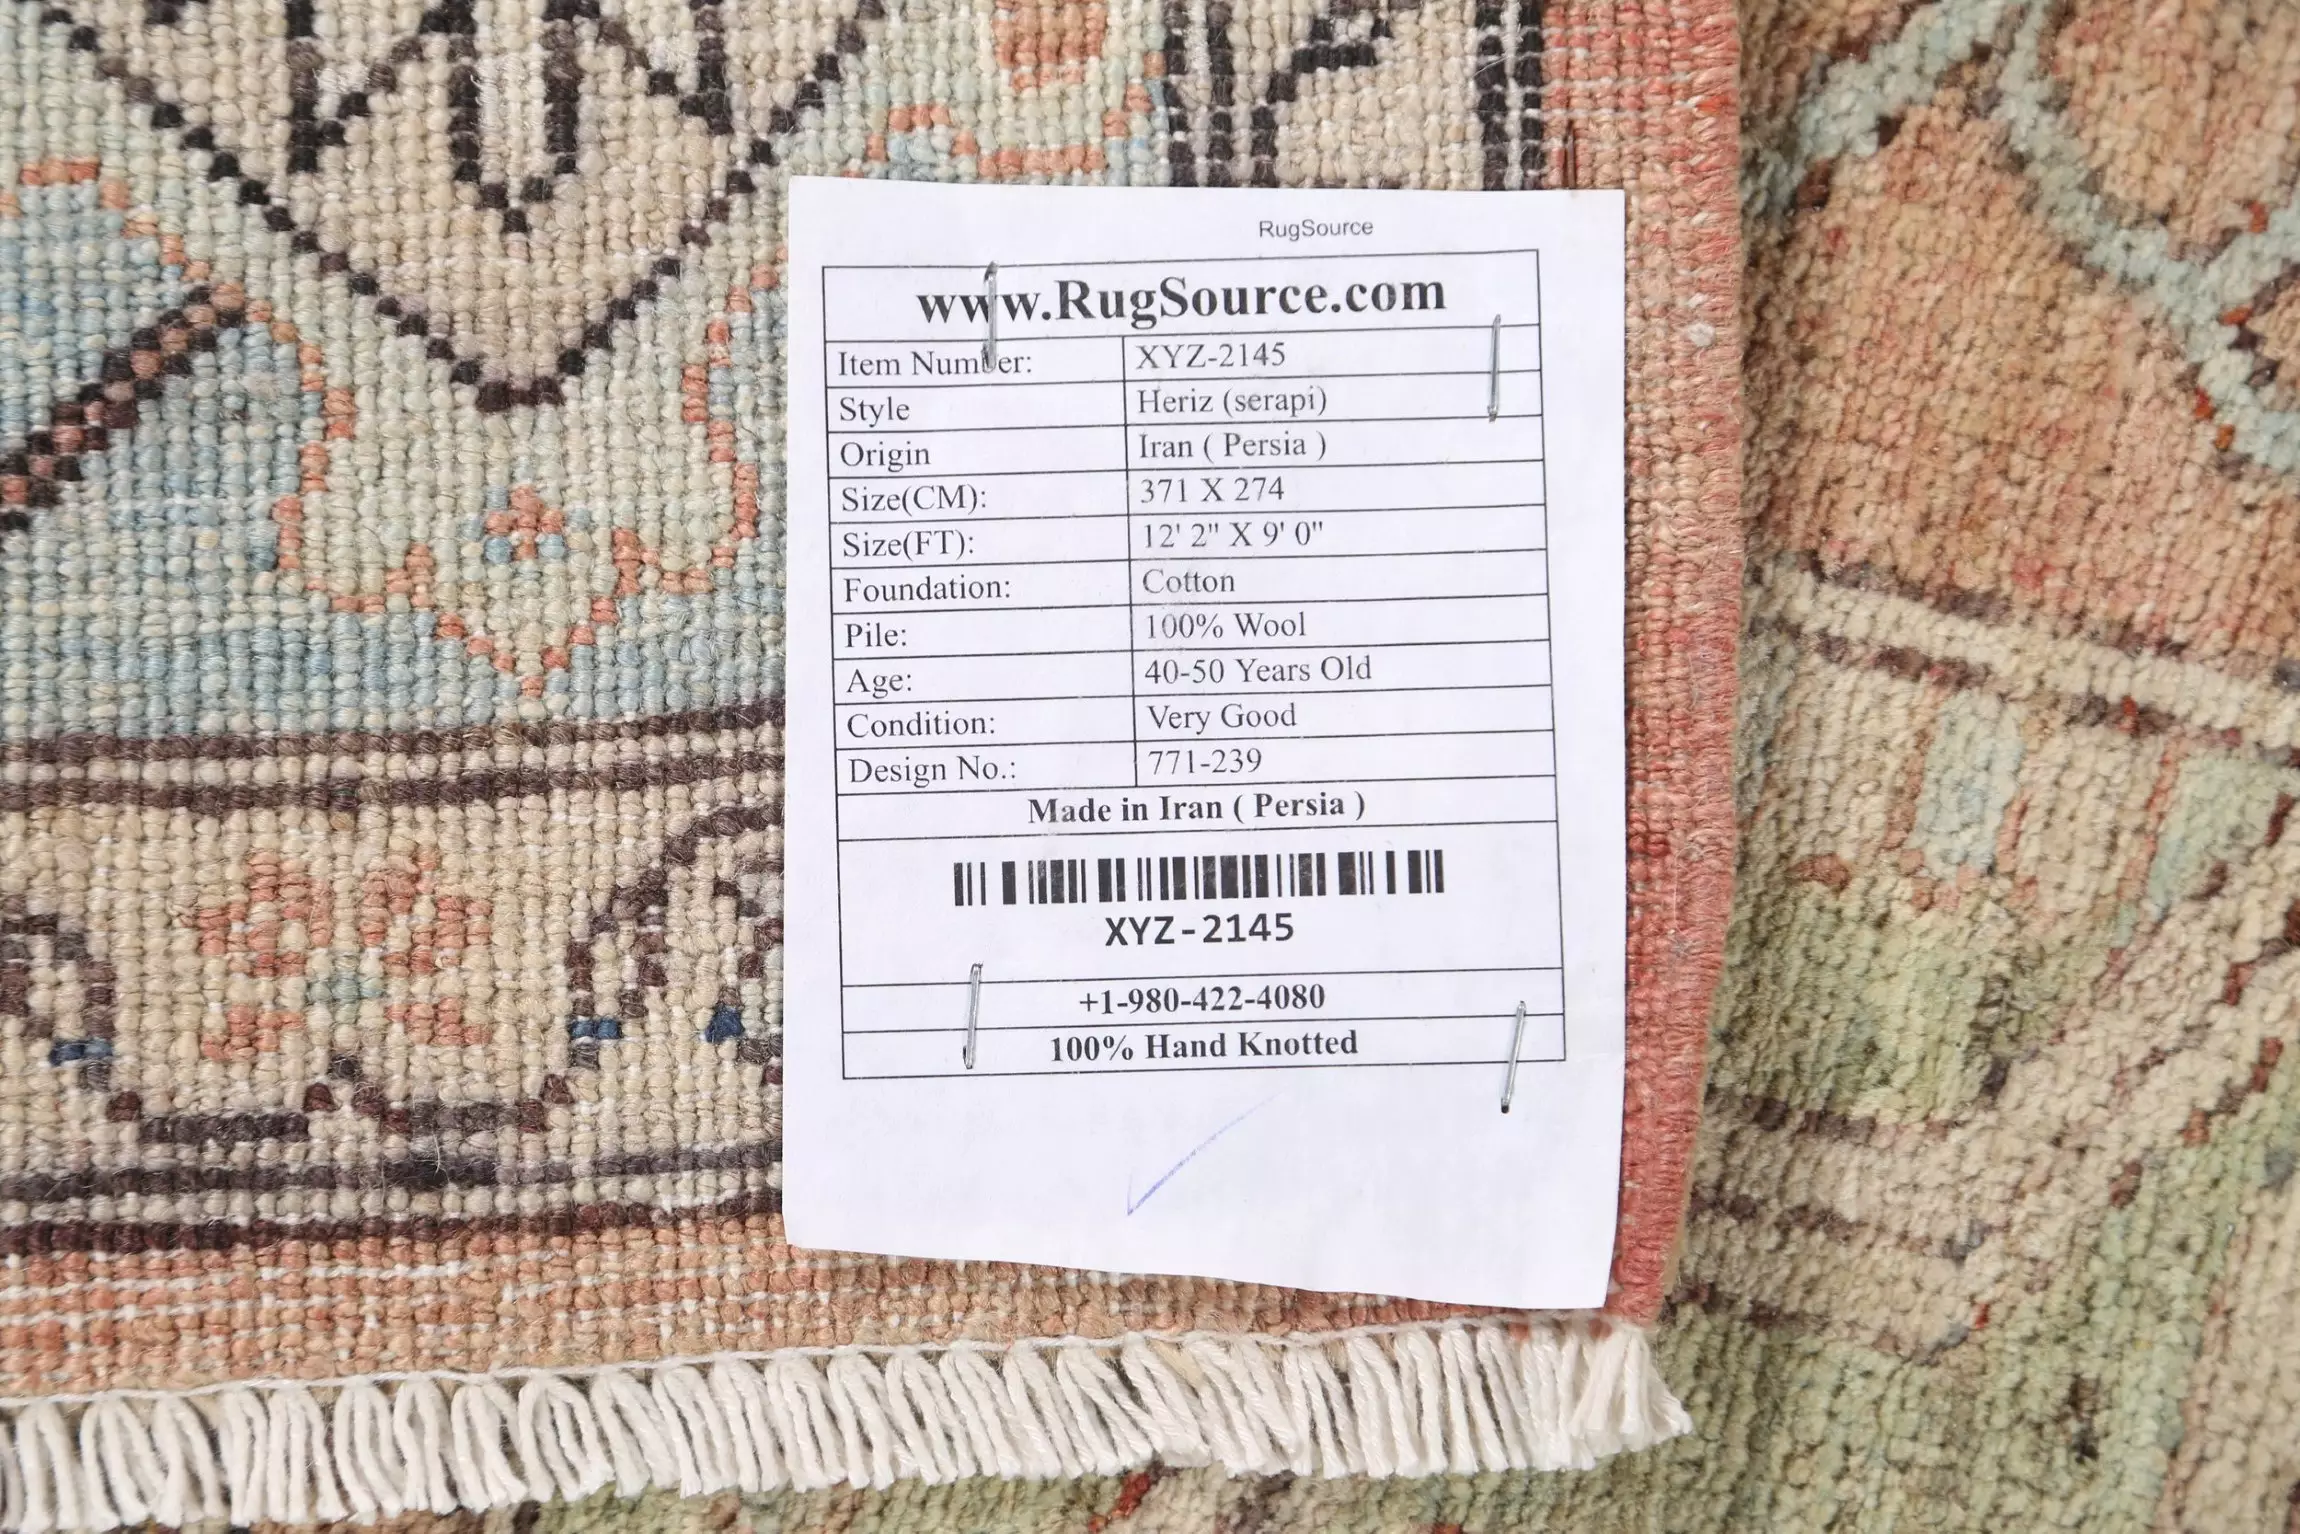 RugSource
www.RugSource.com
Item Number: XYZ-2145
Style Heriz (serapi)
Origin Iran ( Persia )
Size(CM): 371 X 274
Size(FT): 12' 2" X 9' 0"
Foundation: Cotton
Pile: 100% Wool
Age: 40-50 Years Old
Condition: Very Good
Design No.: 771-239
Made in Iran ( Persia )
XYZ-2145
+1-980-422-4080
100% Hand Knotted